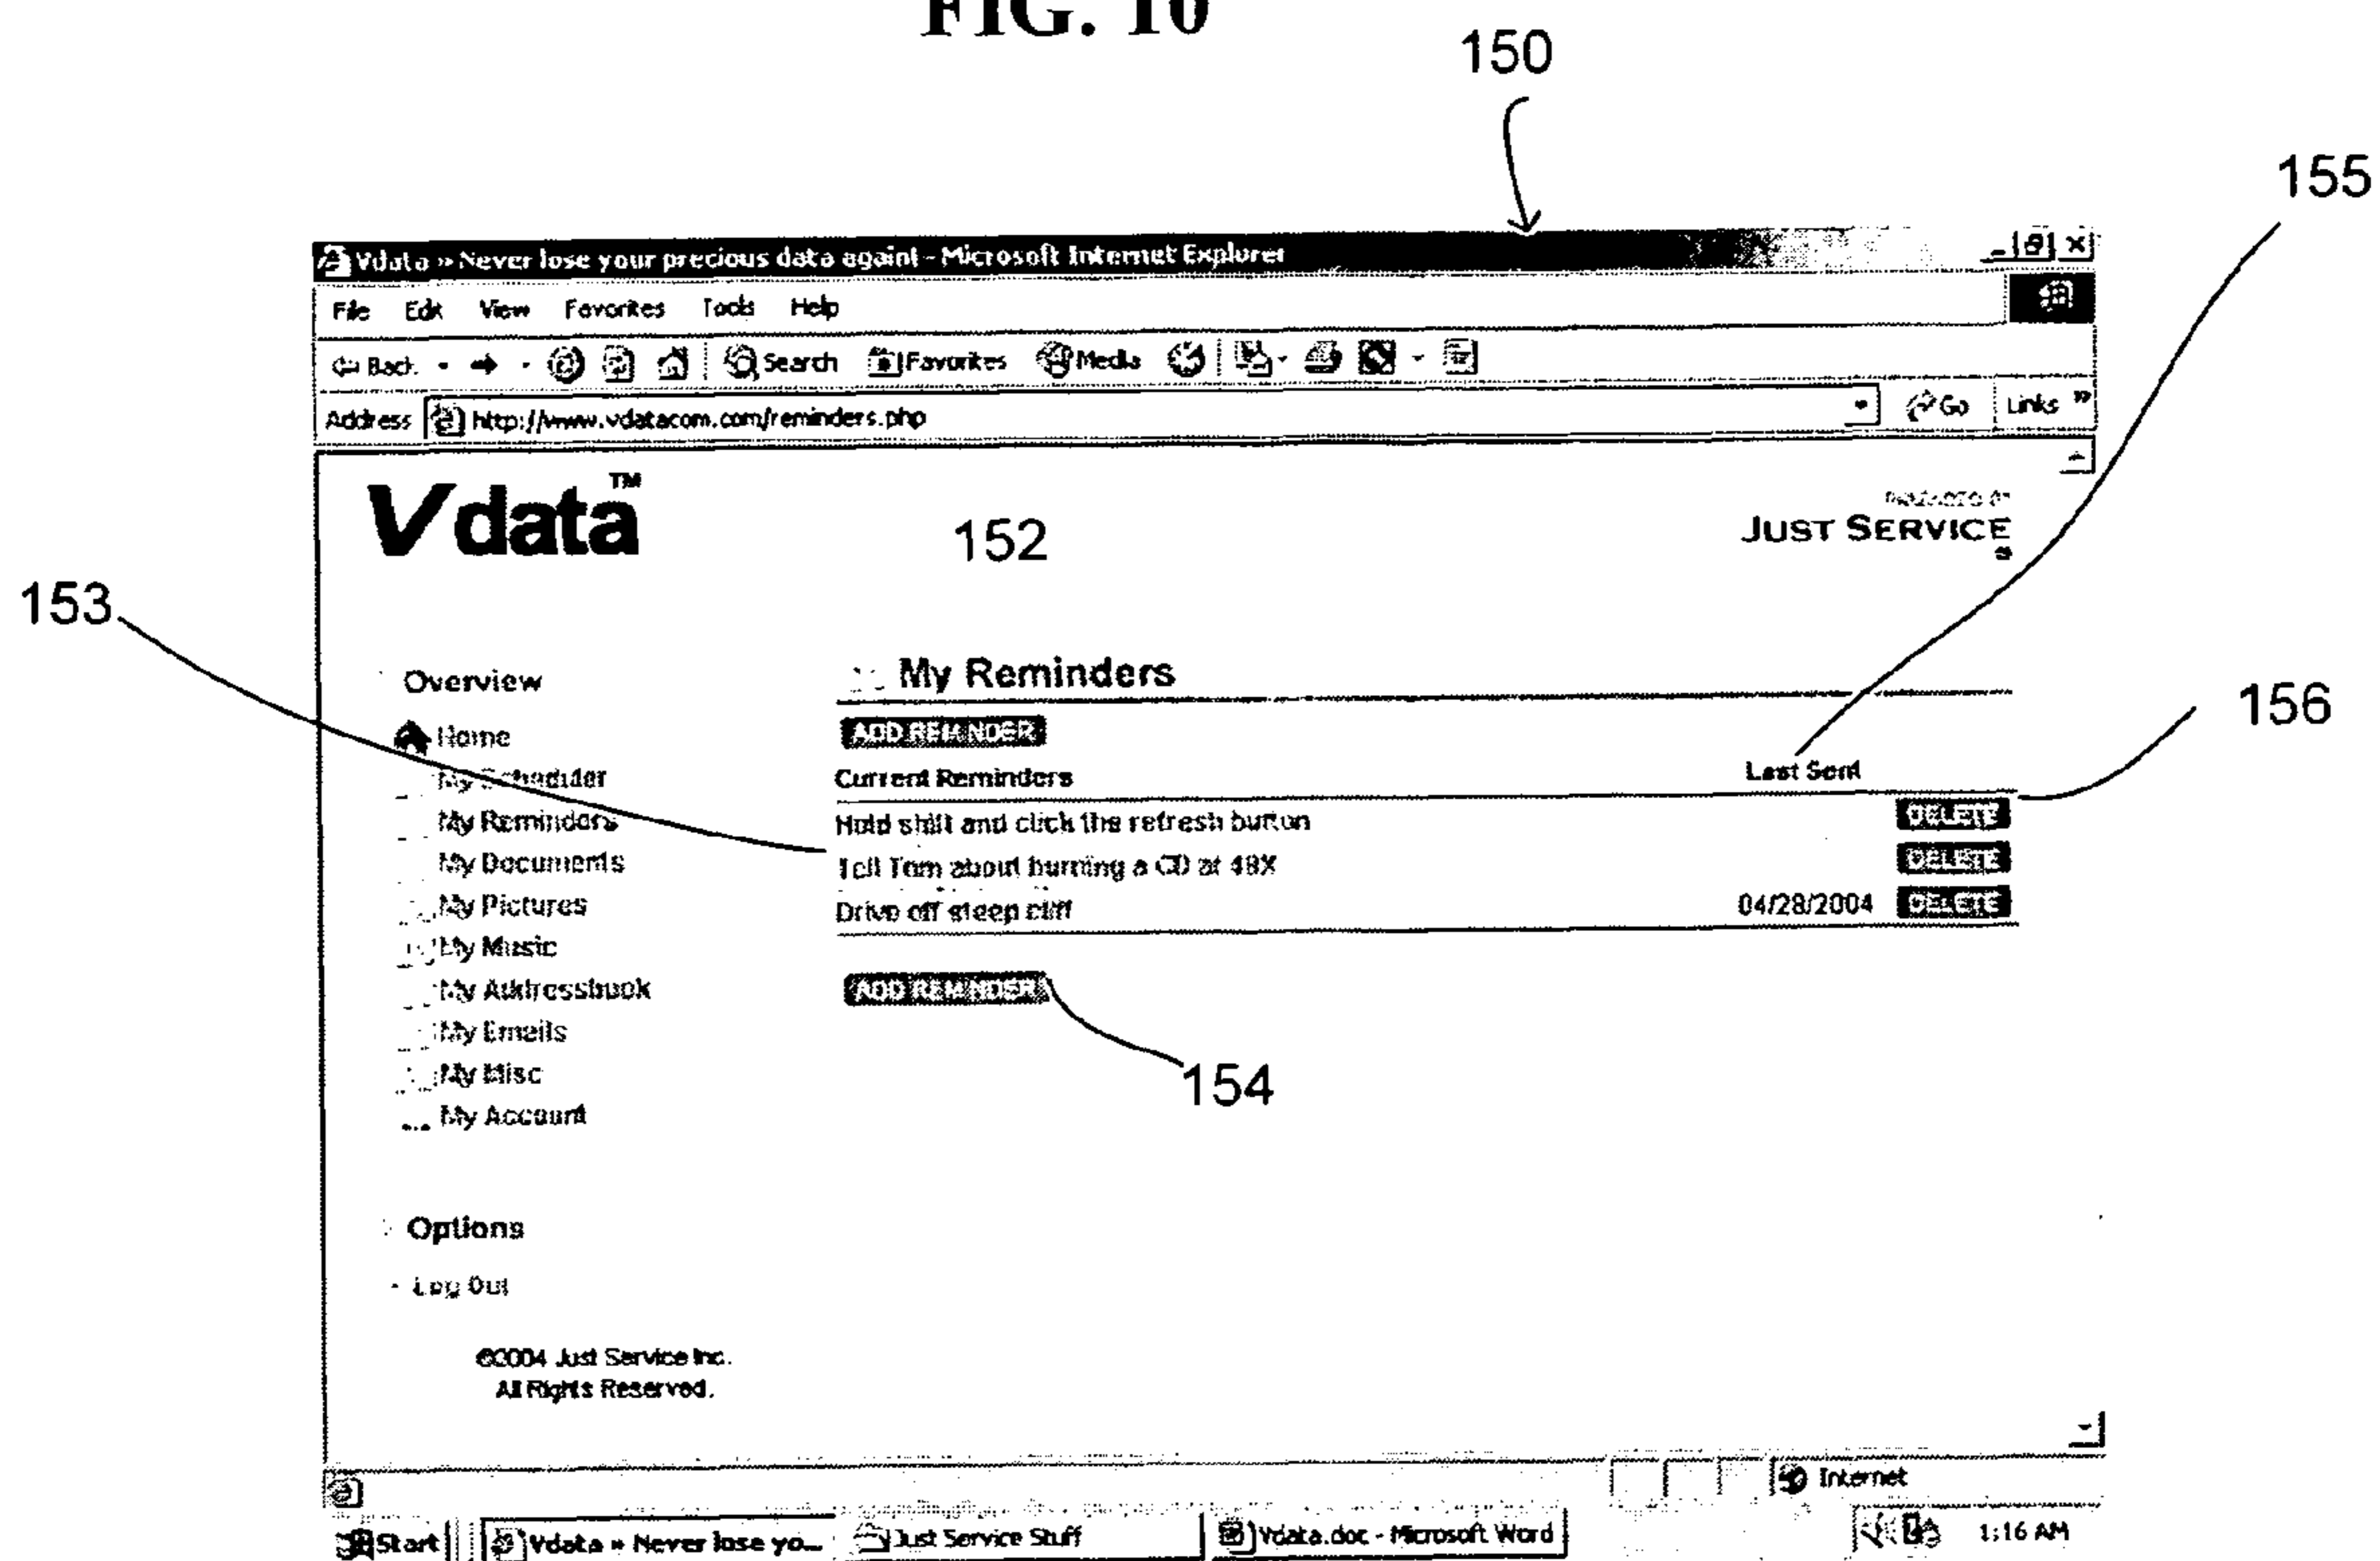 FIG. 10
150
155
Vdata » Never lose your precious data again! - Microsoft Internet Explorer
File Edit View Favorites Tools Help
Back Search Favorites Media
Address http://www.vdatacom.com/reminders.php Go Links »
Vdata™
152
JUST SERVICE
153
Overview
My Reminders
156
Home
ADD REMINDER
My Scheduler
Current Reminders Last Sent
My Reminders
Hold shift and click the refresh button DELETE
My Documents
Tell Tom about burning a CD at 48X DELETE
My Pictures
Drive off steep cliff 04/28/2004 DELETE
My Music
My Addressbook
ADD REMINDER
My Emails
My Misc
154
My Account
Options
Log Out
©2004 Just Service Inc.
All Rights Reserved.
Internet
Start Vdata » Never lose yo... Just Service Stuff Vdata.doc - Microsoft Word 1:16 AM